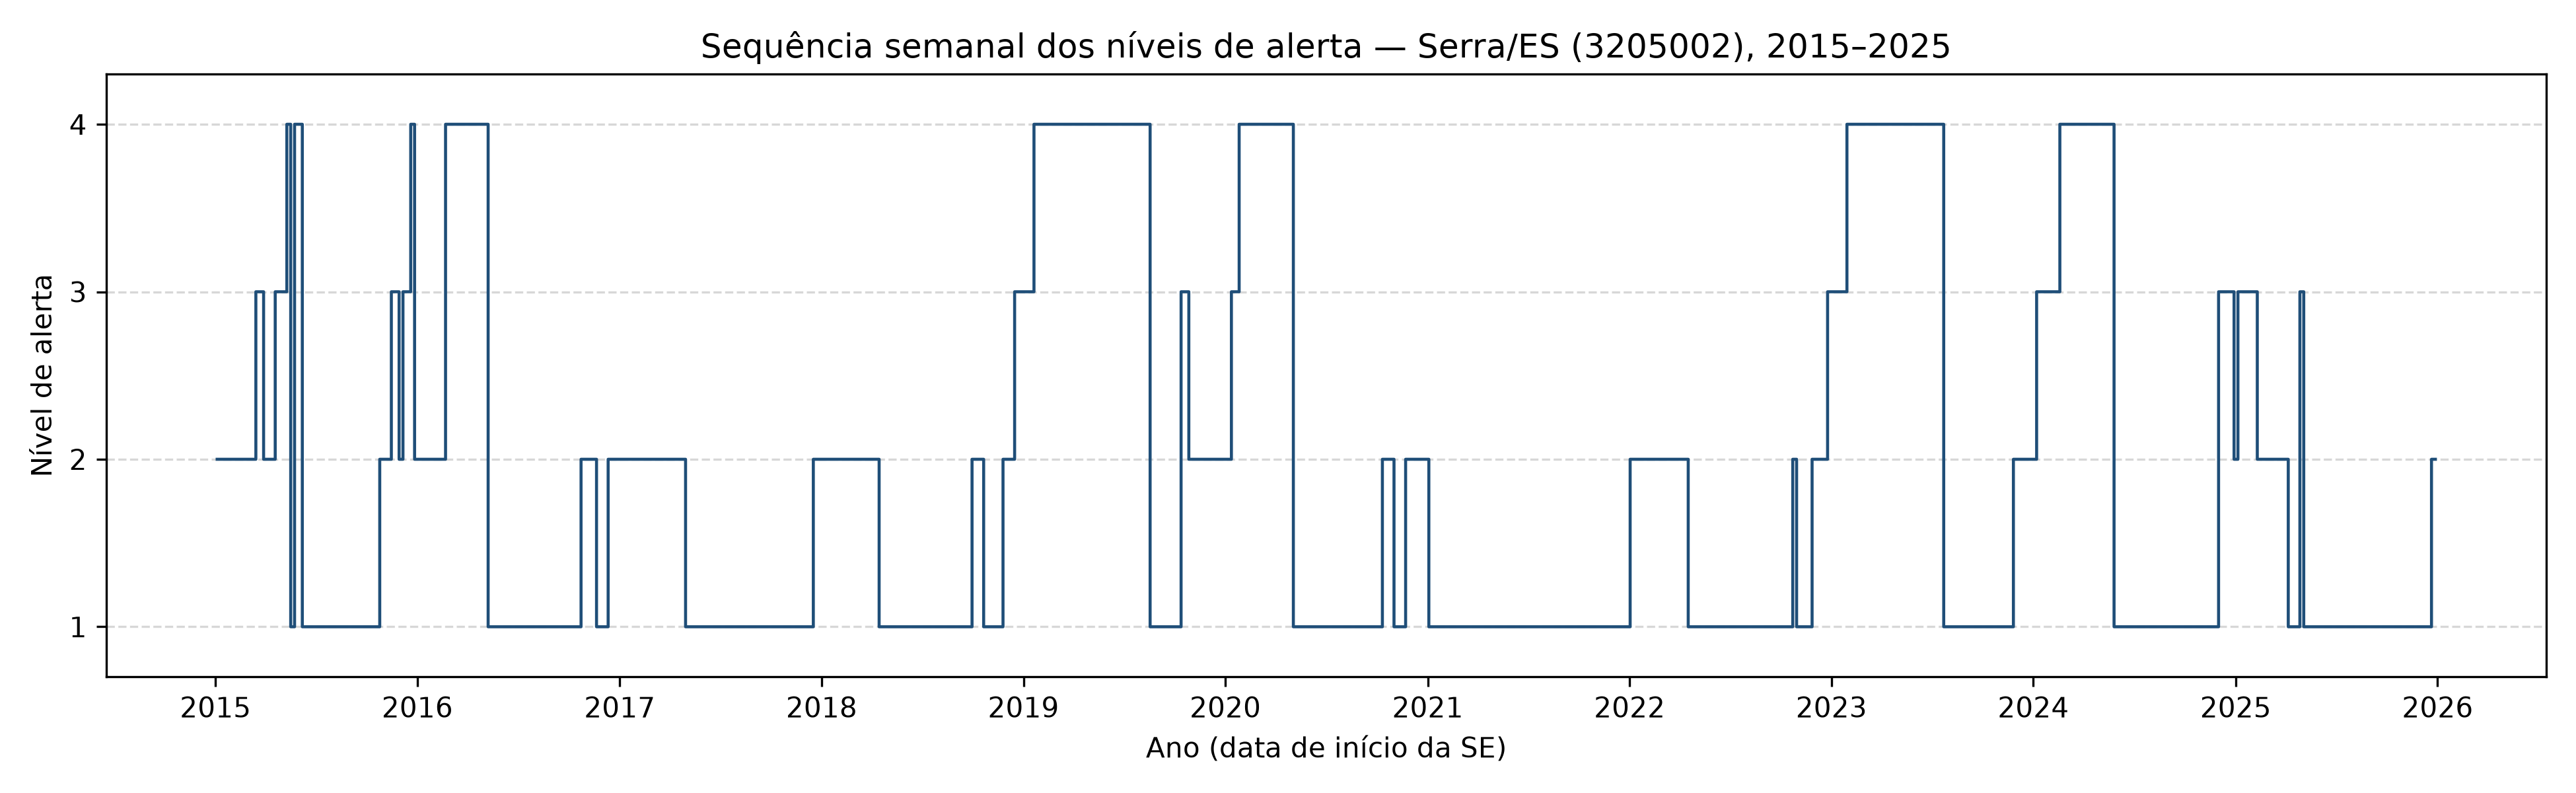 Sequência semanal dos níveis de alerta — Serra/ES (3205002), 2015–2025
Nível de alerta
4
3
2
1
2015 2016 2017 2018 2019 2020 2021 2022 2023 2024 2025 2026
Ano (data de início da SE)